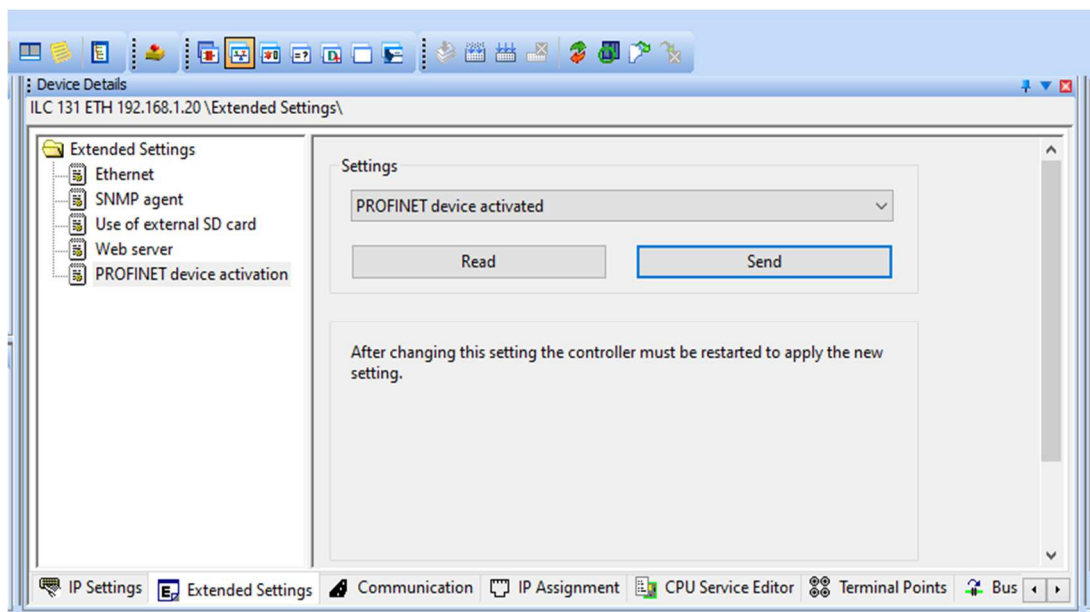 Device Details
ILC 131 ETH 192.168.1.20 \Extended Settings\
Extended Settings
Ethernet
SNMP agent
Use of external SD card
Web server
PROFINET device activation
Settings
PROFINET device activated
Read Send
After changing this setting the controller must be restarted to apply the new
setting.
IP Settings Extended Settings Communication IP Assignment CPU Service Editor Terminal Points Bus